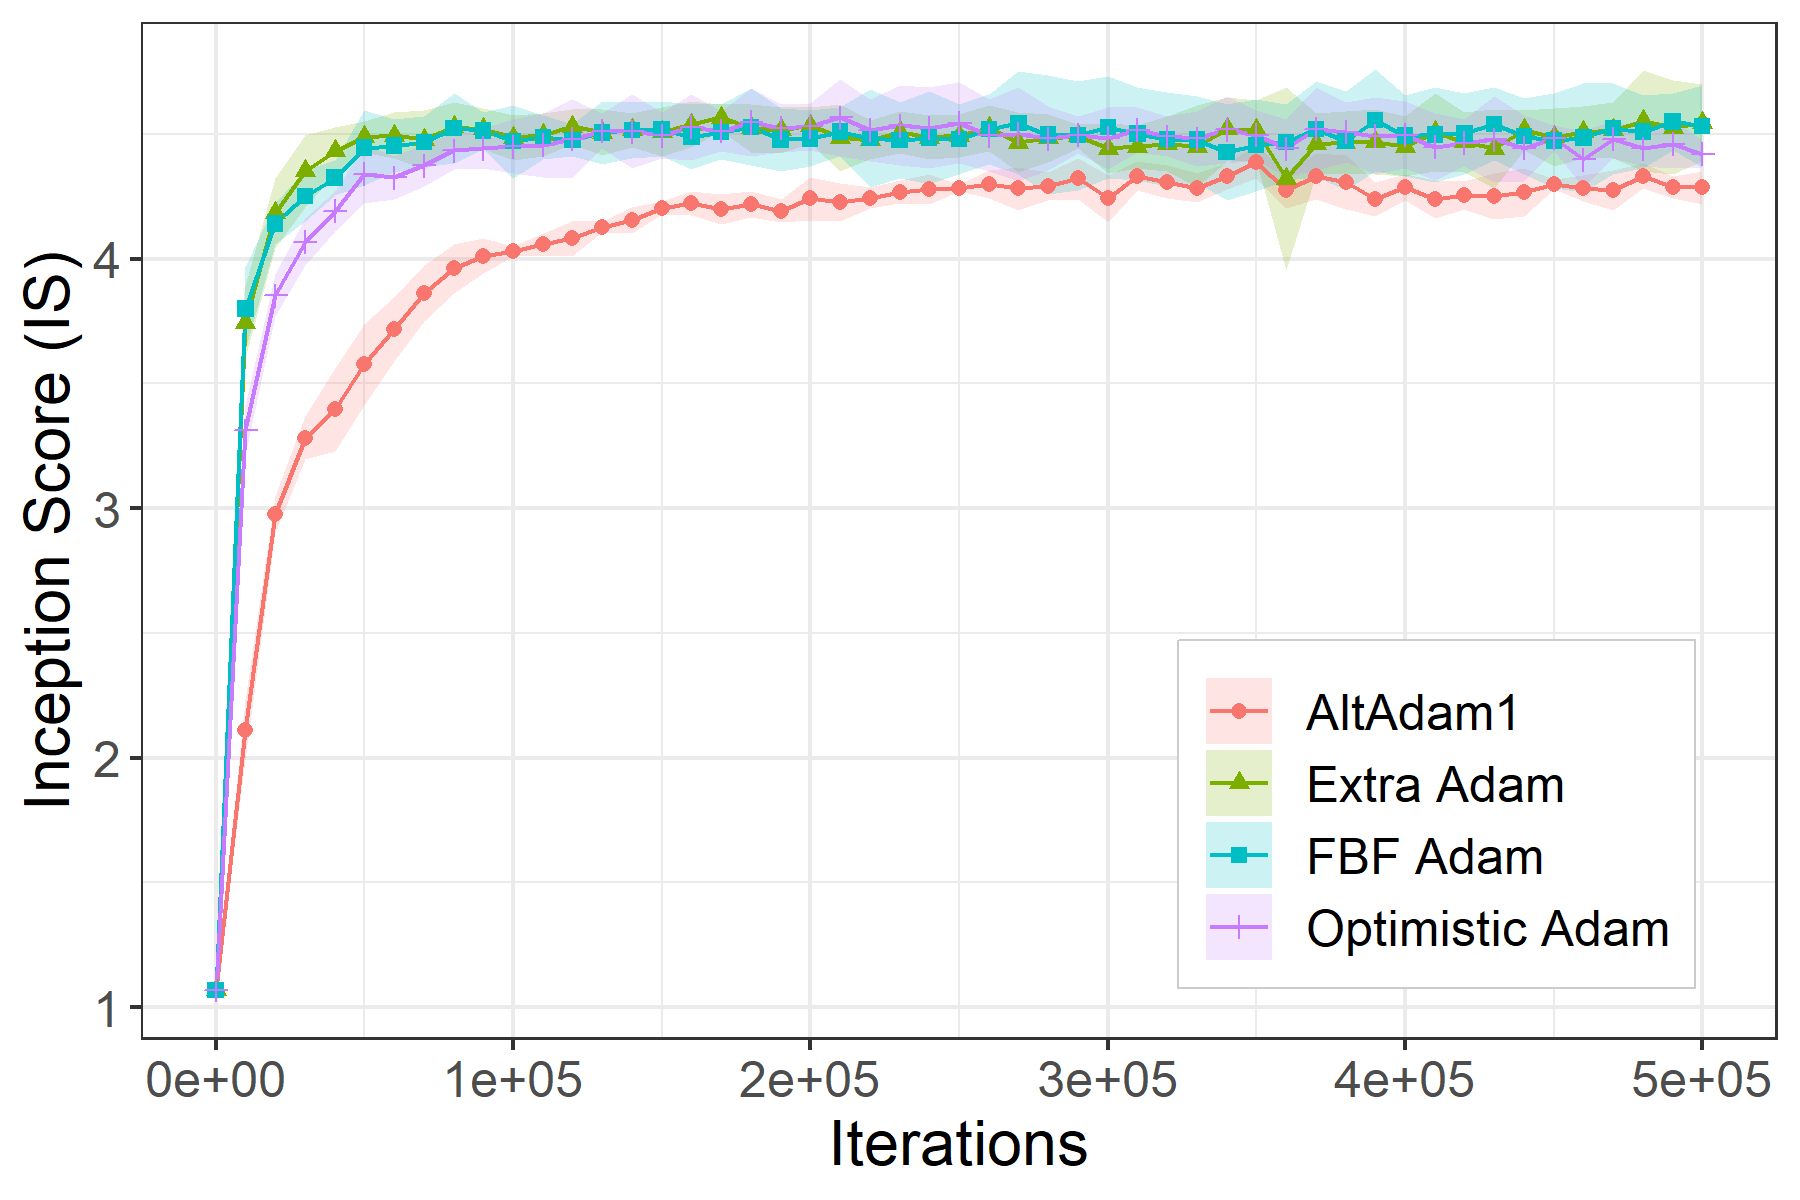 Inception Score (IS)
4
3
2
1
0e+00 1e+05 2e+05 3e+05 4e+05 5e+05
Iterations
AltAdam1
Extra Adam
FBF Adam
Optimistic Adam